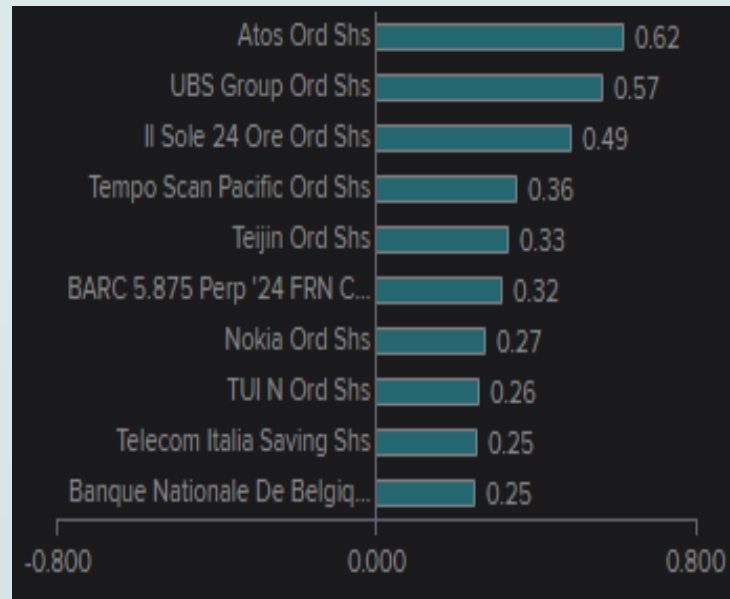 Atos Ord Shs 0.62
UBS Group Ord Shs 0.57
Il Sole 24 Ore Ord Shs 0.49
Tempo Scan Pacific Ord Shs 0.36
Teijin Ord Shs 0.33
BARC 5.875 Perp '24 FRN C... 0.32
Nokia Ord Shs 0.27
TUI N Ord Shs 0.26
Telecom Italia Saving Shs 0.25
Banque Nationale De Belgiq... 0.25
-0.800 0.000 0.800